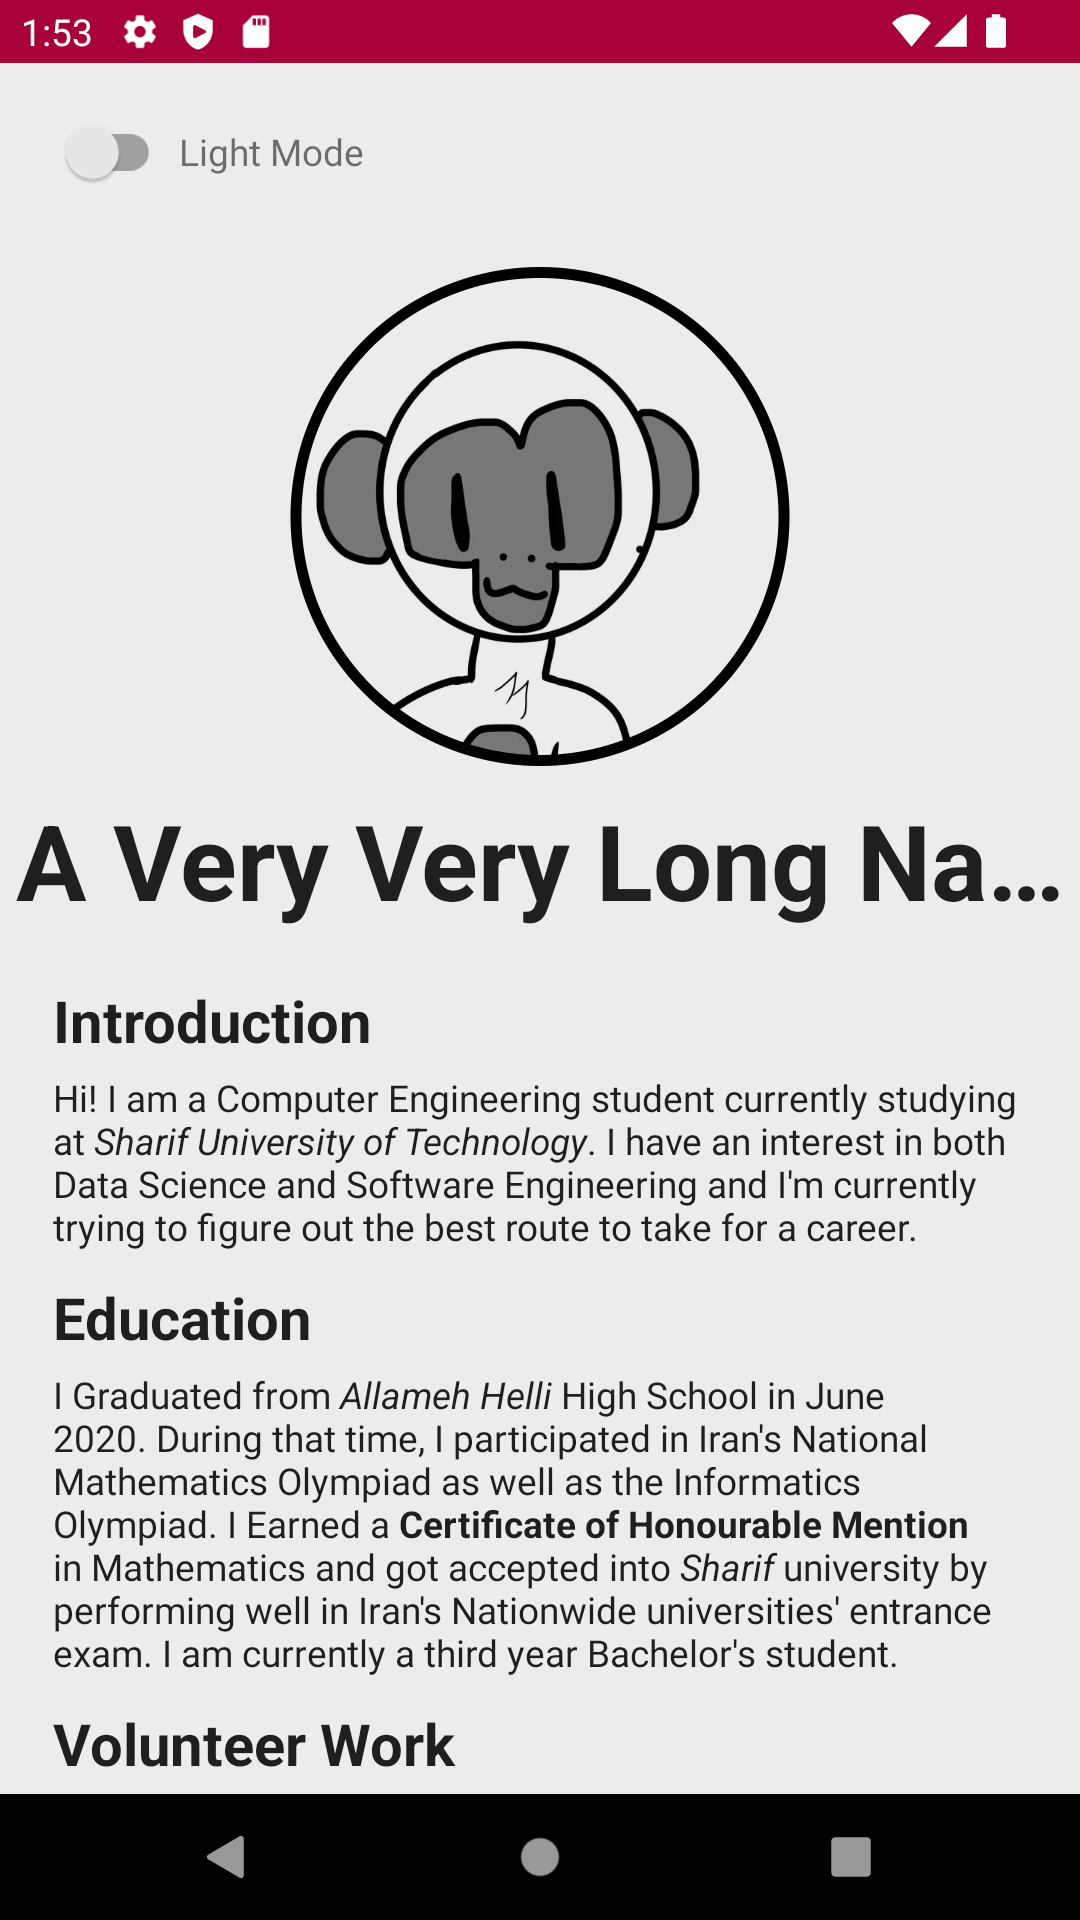 1:53
Light Mode
A Very Very Long Na...
Introduction
Hi! I am a Computer Engineering student currently studying
at Sharif University of Technology. I have an interest in both
Data Science and Software Engineering and I'm currently
trying to figure out the best route to take for a career.
Education
I Graduated from Allameh Helli High School in June
2020. During that time, I participated in Iran's National
Mathematics Olympiad as well as the Informatics
Olympiad. I Earned a Certificate of Honourable Mention
in Mathematics and got accepted into Sharif university by
performing well in Iran's Nationwide universities' entrance
exam. I am currently a third year Bachelor's student.
Volunteer Work